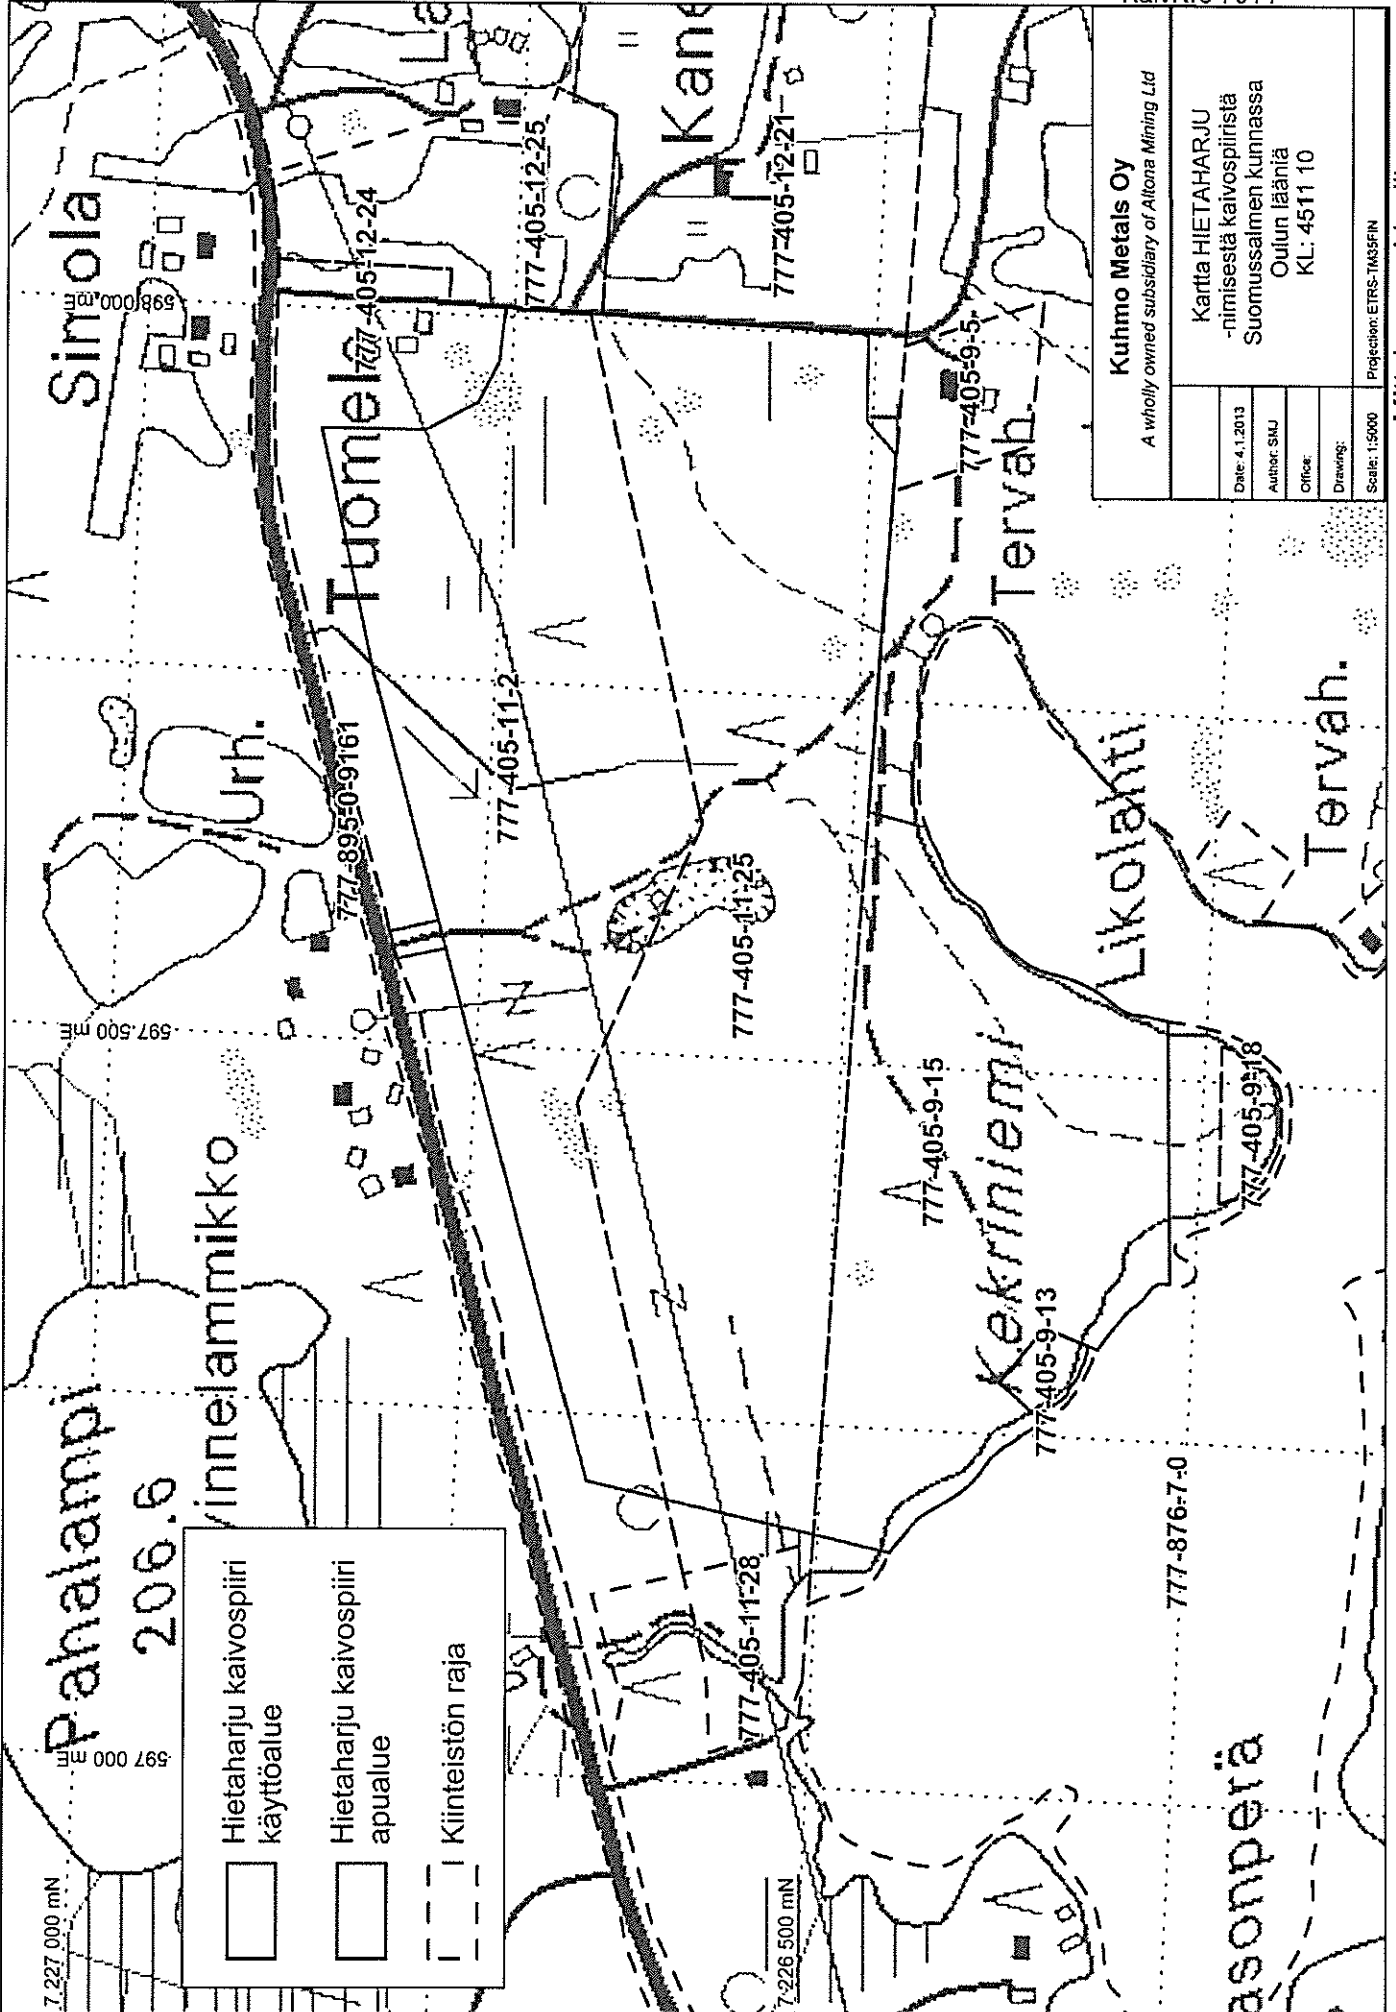 Pahalampi
206.6
597 000 mE
597 500 mE
598 000 mE
Simola
Urh.
777-895-0-9161
Tuomela
777-405-12-24
777-405-12-25
777-405-12-21
777-405-11-2
777-405-11-25
777-405-9-5
Tervah.
777-405-9-15
Kekriniemi
Likolahti
777-405-9-18
777-405-9-13
777-876-7-0
777-405-11-28
Tervah.
7 227 000 mN
7 226 500 mN
Hietaharju kaivospiiri
käyttöalue
Hietaharju kaivospiiri
apualue
Kiinteistön raja
Kuhmo Metals Oy
A wholly owned subsidiary of Altona Mining Ltd
Kartta HIETAHARJU
-nimisestä kaivospiiristä
Suomussalmen kunnassa
Oulun lääniä
KL: 4511 10
Date: 4.1.2013
Author: SMJ
Office:
Drawing:
Scale: 1:5000
Projection: ETRS-TM35FIN